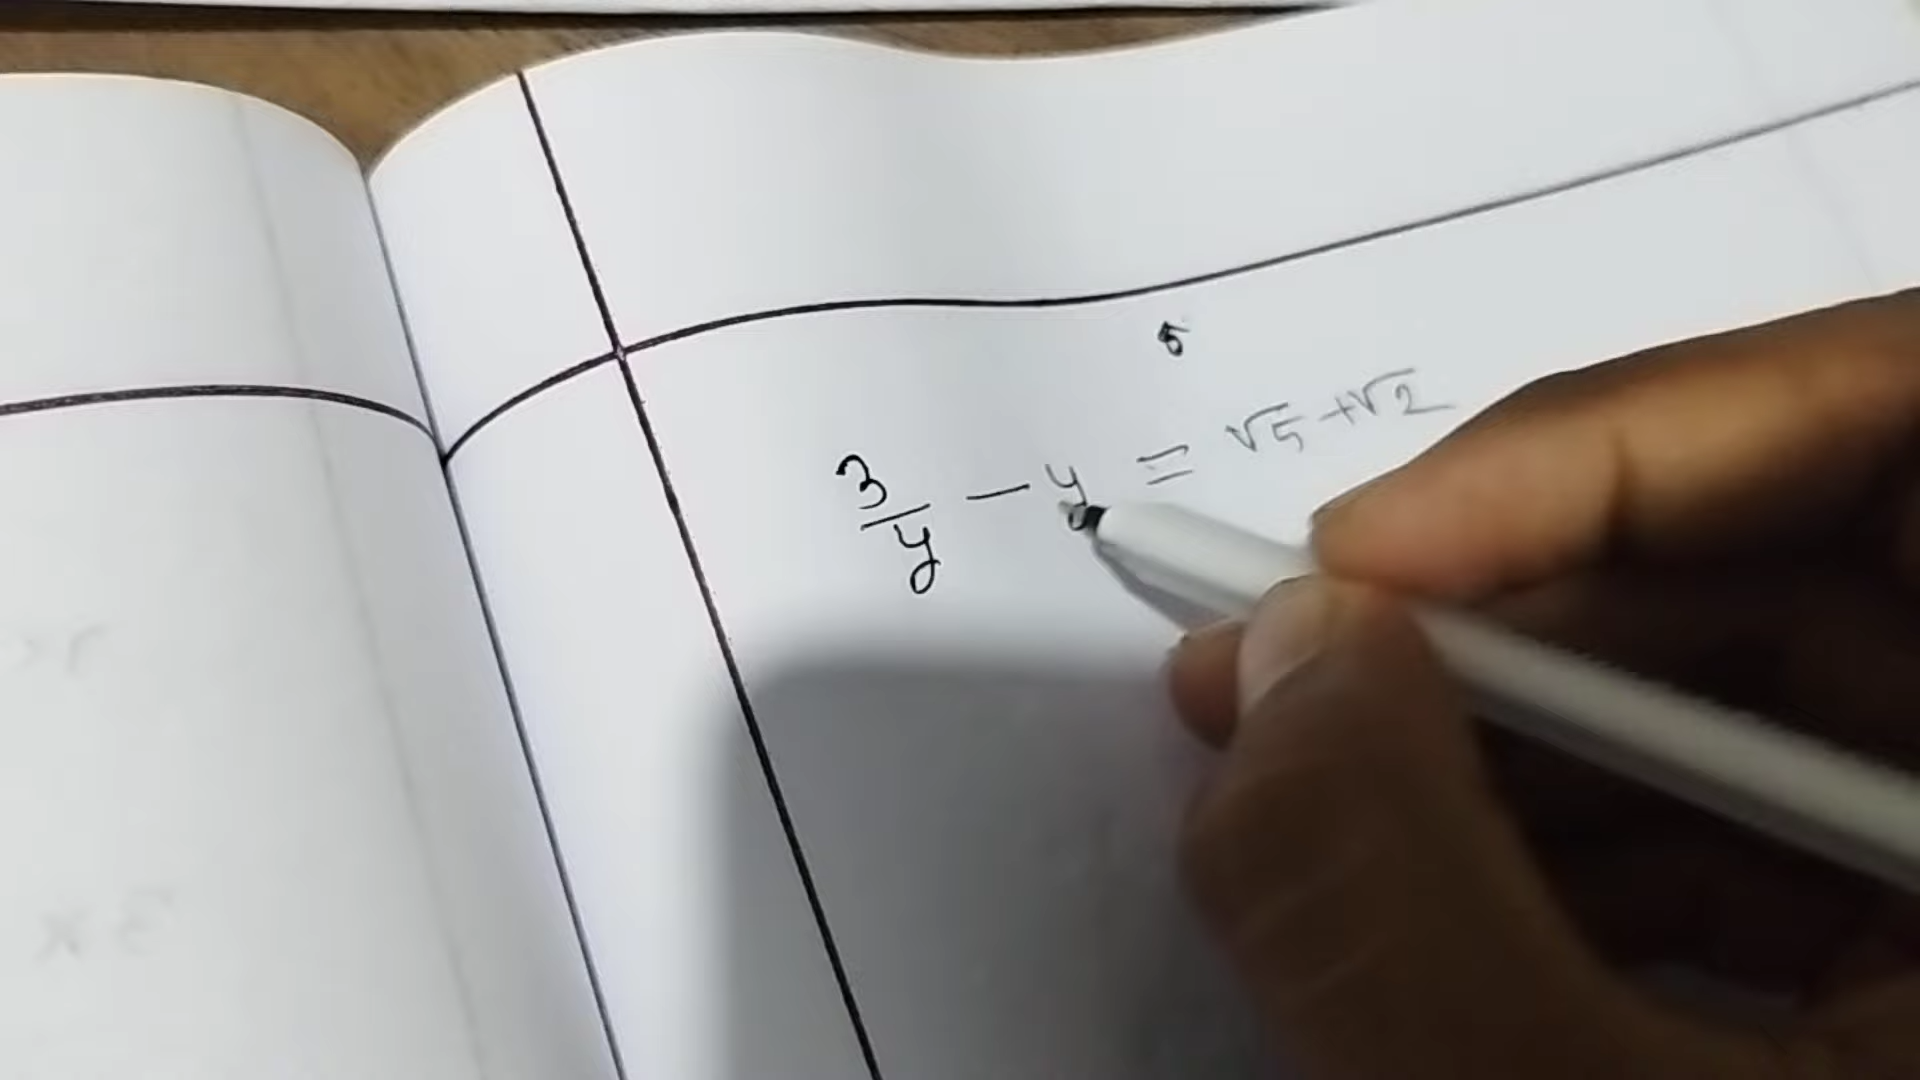 5
3/y - y = √5 + √2